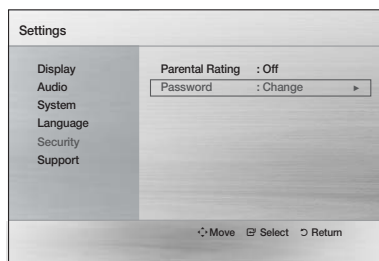 Settings
Display
Audio
System
Language
Security
Support
Parental Rating : Off
Password : Change ►
Move Select Return